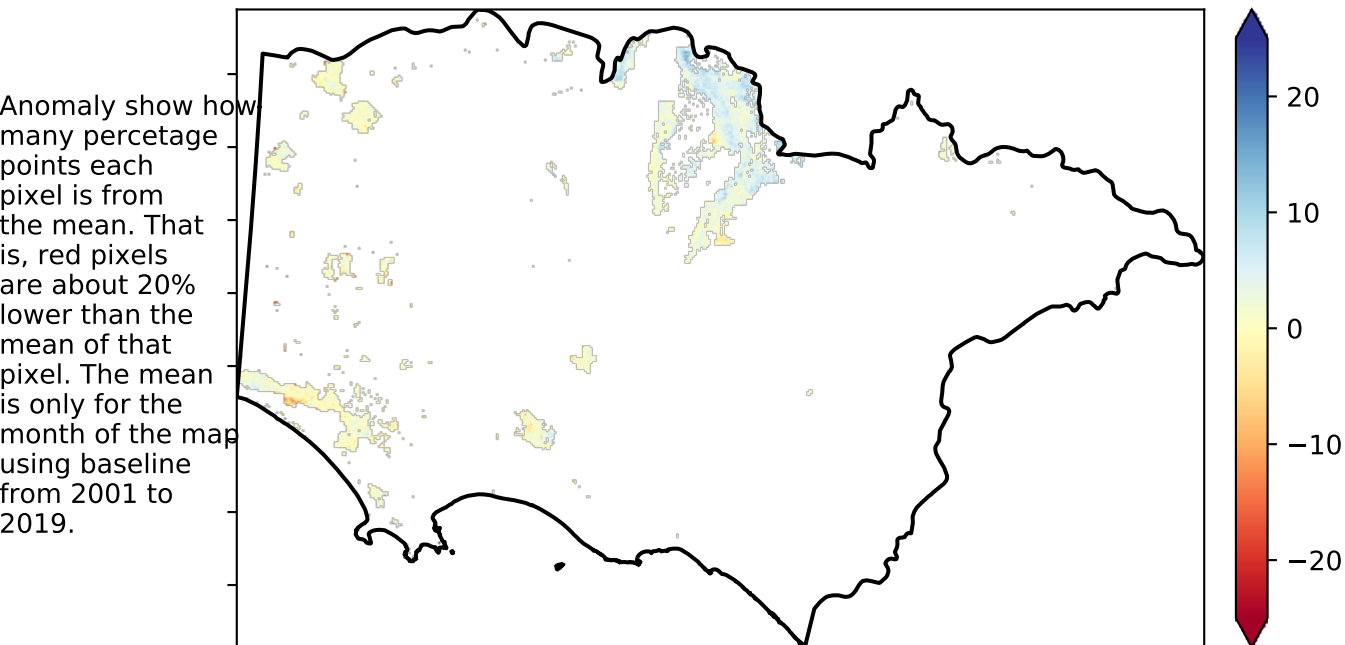 Anomaly show how
many percetage
points each
pixel is from
the mean. That
is, red pixels
are about 20%
lower than the
mean of that
pixel. The mean
is only for the
month of the map
using baseline
from 2001 to
2019.
20
10
0
−10
−20